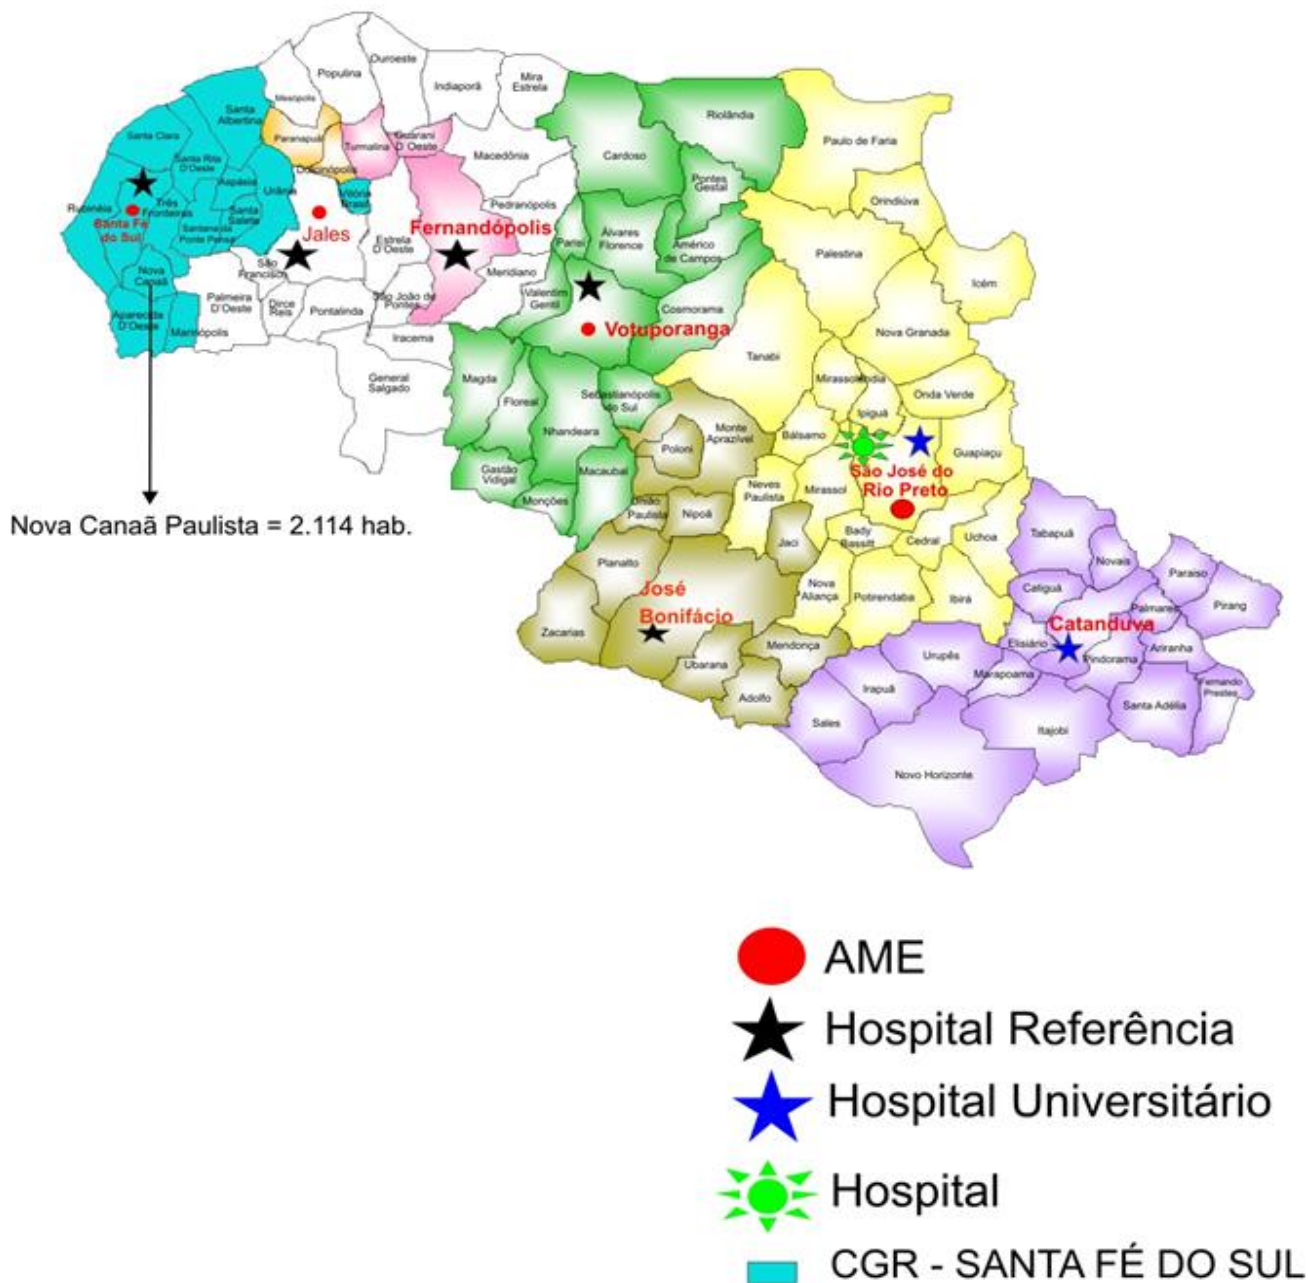 Ouroeste
Populina
Mira
Estrela
Indiaporã
Mesópolis
Santa
Albertina
Riolândia
Santa Clara
Paranapuã
Turmalina
Guarani
D´Oeste
Paulo de Faria
Cardoso
Macedônia
Santa Rita
D'Oeste
Pontes
Gestal
Aspásia
Urânia
Vitória
Brasil
Orindiúva
Rubinéia
Três
Fronteiras
Pedranópolis
Santa Fé
do Sul
Santa
Saleta
Santana da
Ponte Pensa
Jales
Fernandópolis
Parisi
Álvares
Florence
Américo
de Campos
Estrela
D´Oeste
Palestina
Icém
São
Francisco
Nova
Canaã
Meridiano
Valentim
Gentil
Cosmorama
Palmeira
D'Oeste
Dirce
Reis
Pontalinda
São João de
Pontes
Aparecida
D'Oeste
Marinópolis
Votuporanga
Nova Granada
Iracema
Tanabi
General
Salgado
Magda
Floreal
Sebastianópolis
do Sul
Mirassolândia
Onda Verde
Ipiguá
Nhandeara
Monte
Aprazível
Poloni
Bálsamo
Guapiaçu
Gastão
Vidigal
Macaubal
São José do
Rio Preto
Neves
Paulista
Mirassol
Monções
União
Paulista
Nipoã
Nova Canaã Paulista = 2.114 hab.
Jaci
Bady
Bassitt
Cedral
Uchoa
Tabapuã
Novais
Planalto
Paraiso
Nova
Aliança
Potirendaba
Ibirá
Catiguá
Pirang
José
Bonifácio
Palmares
Zacarias
Catanduva
Mendonça
Elisiário
Ubarana
Urupês
Pindorama
Ariranha
Marapoama
Adolfo
Irapuã
Fernando
Prestes
Sales
Santa Adélia
Itajobi
Novo Horizonte
AME
Hospital Referência
Hospital Universitário
Hospital
CGR - SANTA FÉ DO SUL